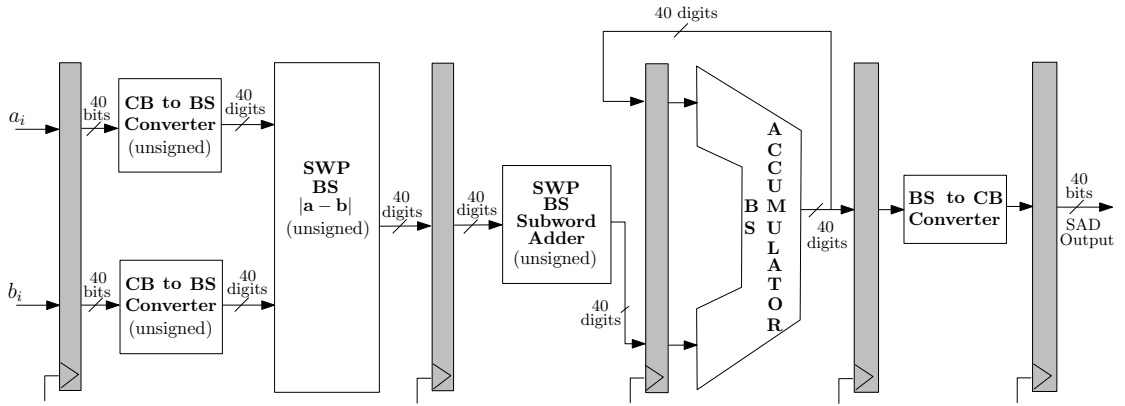 40 digits
a_i
40
bits
CB to BS
Converter
(unsigned)
40
digits
b_i
40
bits
CB to BS
Converter
(unsigned)
40
digits
SWP
BS
|a − b|
(unsigned)
40
digits
40
digits
SWP
BS
Subword
Adder
(unsigned)
40
digits
BS
ACCUMULATOR
40
digits
BS to CB
Converter
40
bits
SAD
Output